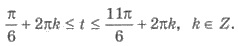 π/6 + 2πk ≤ t ≤ 11π/6 + 2πk, k ∈ Z.